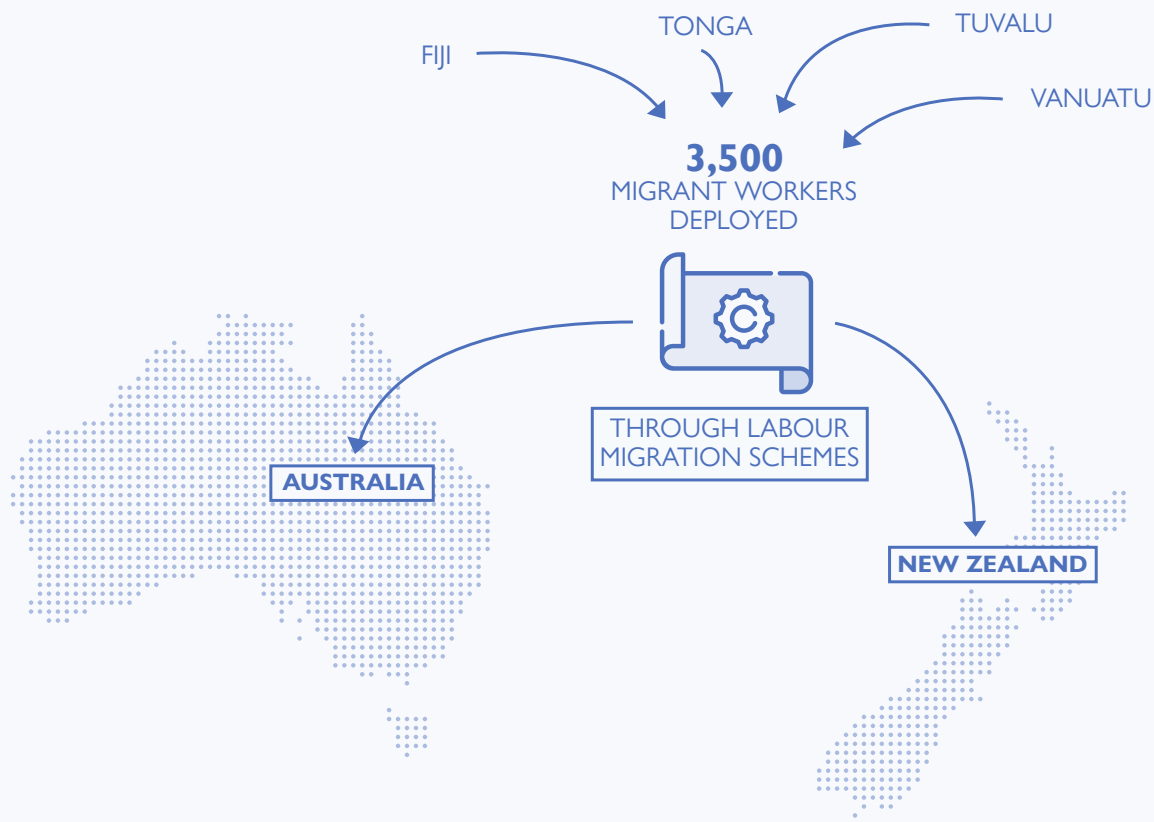 TONGA
TUVALU
FIJI
VANUATU
3,500
MIGRANT WORKERS
DEPLOYED
THROUGH LABOUR
MIGRATION SCHEMES
AUSTRALIA
NEW ZEALAND